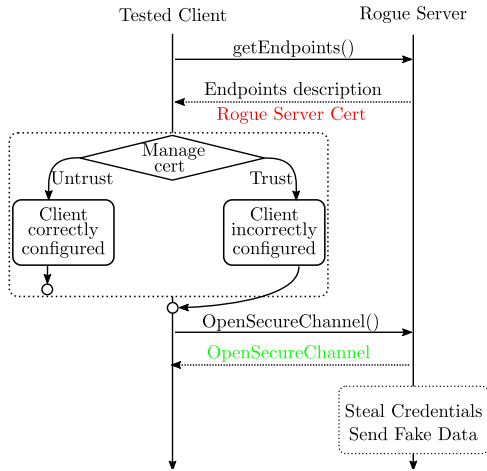 Tested Client
Rogue Server
getEndpoints()
Endpoints description
Rogue Server Cert
Manage
cert
Untrust
Trust
Client
correctly
configured
Client
incorrectly
configured
OpenSecureChannel()
OpenSecureChannel
Steal Credentials
Send Fake Data